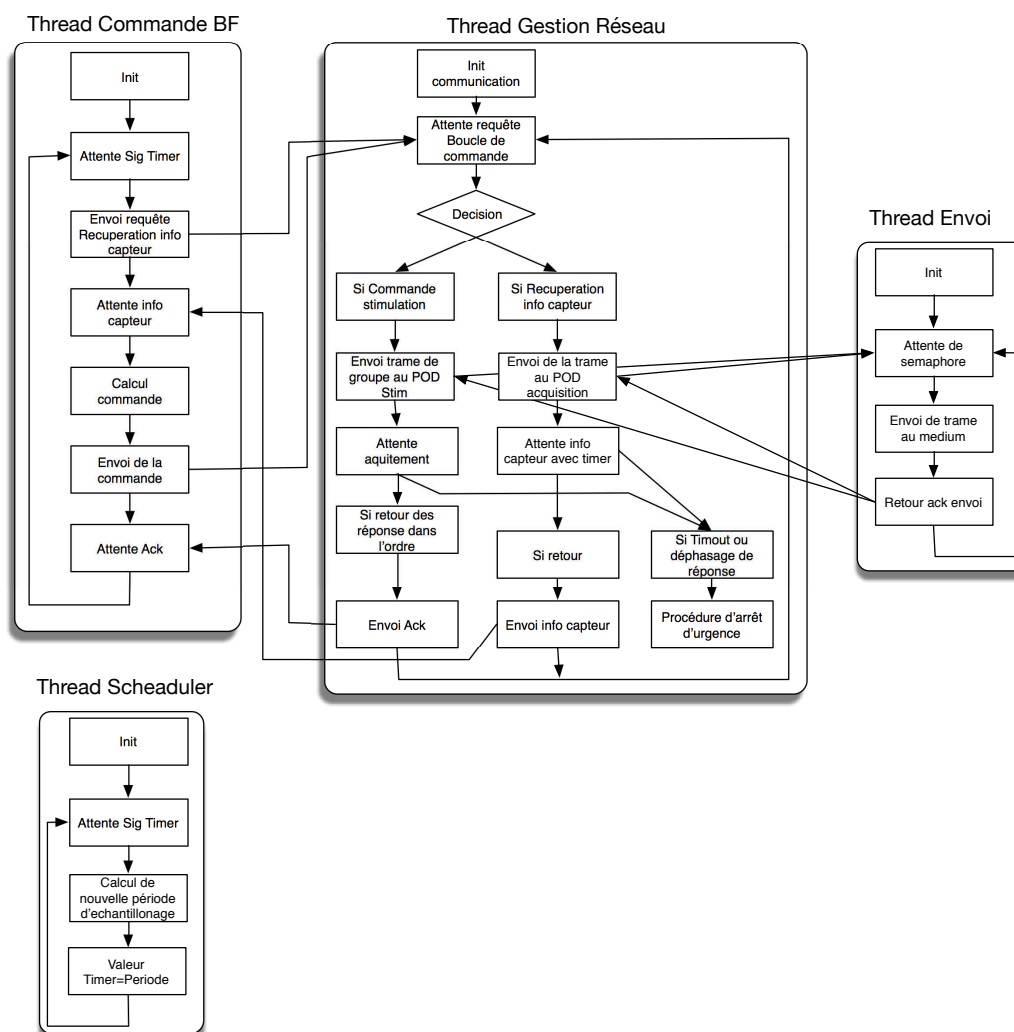 Thread Commande BF
Init
Attente Sig Timer
Envoi requête
Recuperation info
capteur
Attente info
capteur
Calcul
commande
Envoi de la
commande
Attente Ack
Thread Gestion Réseau
Init
communication
Attente requête
Boucle de
commande
Decision
Si Commande
stimulation
Si Recuperation
info capteur
Envoi trame de
groupe au POD
Stim
Envoi de la trame
au POD
acquisition
Attente
aquitement
Attente info
capteur avec timer
Si retour des
réponse dans
l'ordre
Si retour
Si Timout ou
déphasage de
réponse
Envoi Ack
Envoi info capteur
Procédure d'arrêt
d'urgence
Thread Envoi
Init
Attente de
semaphore
Envoi de trame
au medium
Retour ack envoi
Thread Scheaduler
Init
Attente Sig Timer
Calcul de
nouvelle période
d'echantillonage
Valeur
Timer=Periode